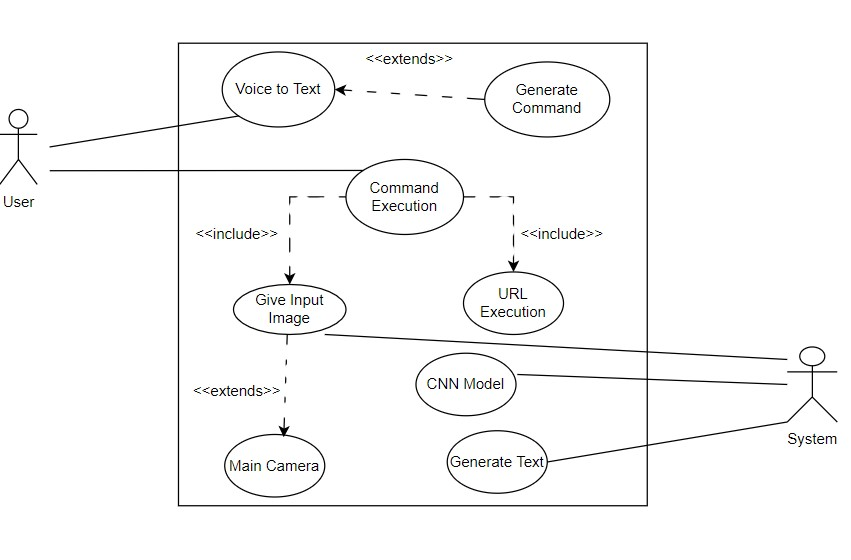 <<extends>>
Voice to Text
Generate
Command
User
Command
Execution
<<include>>
<<include>>
Give Input
Image
URL
Execution
CNN Model
<<extends>>
System
Main Camera
Generate Text